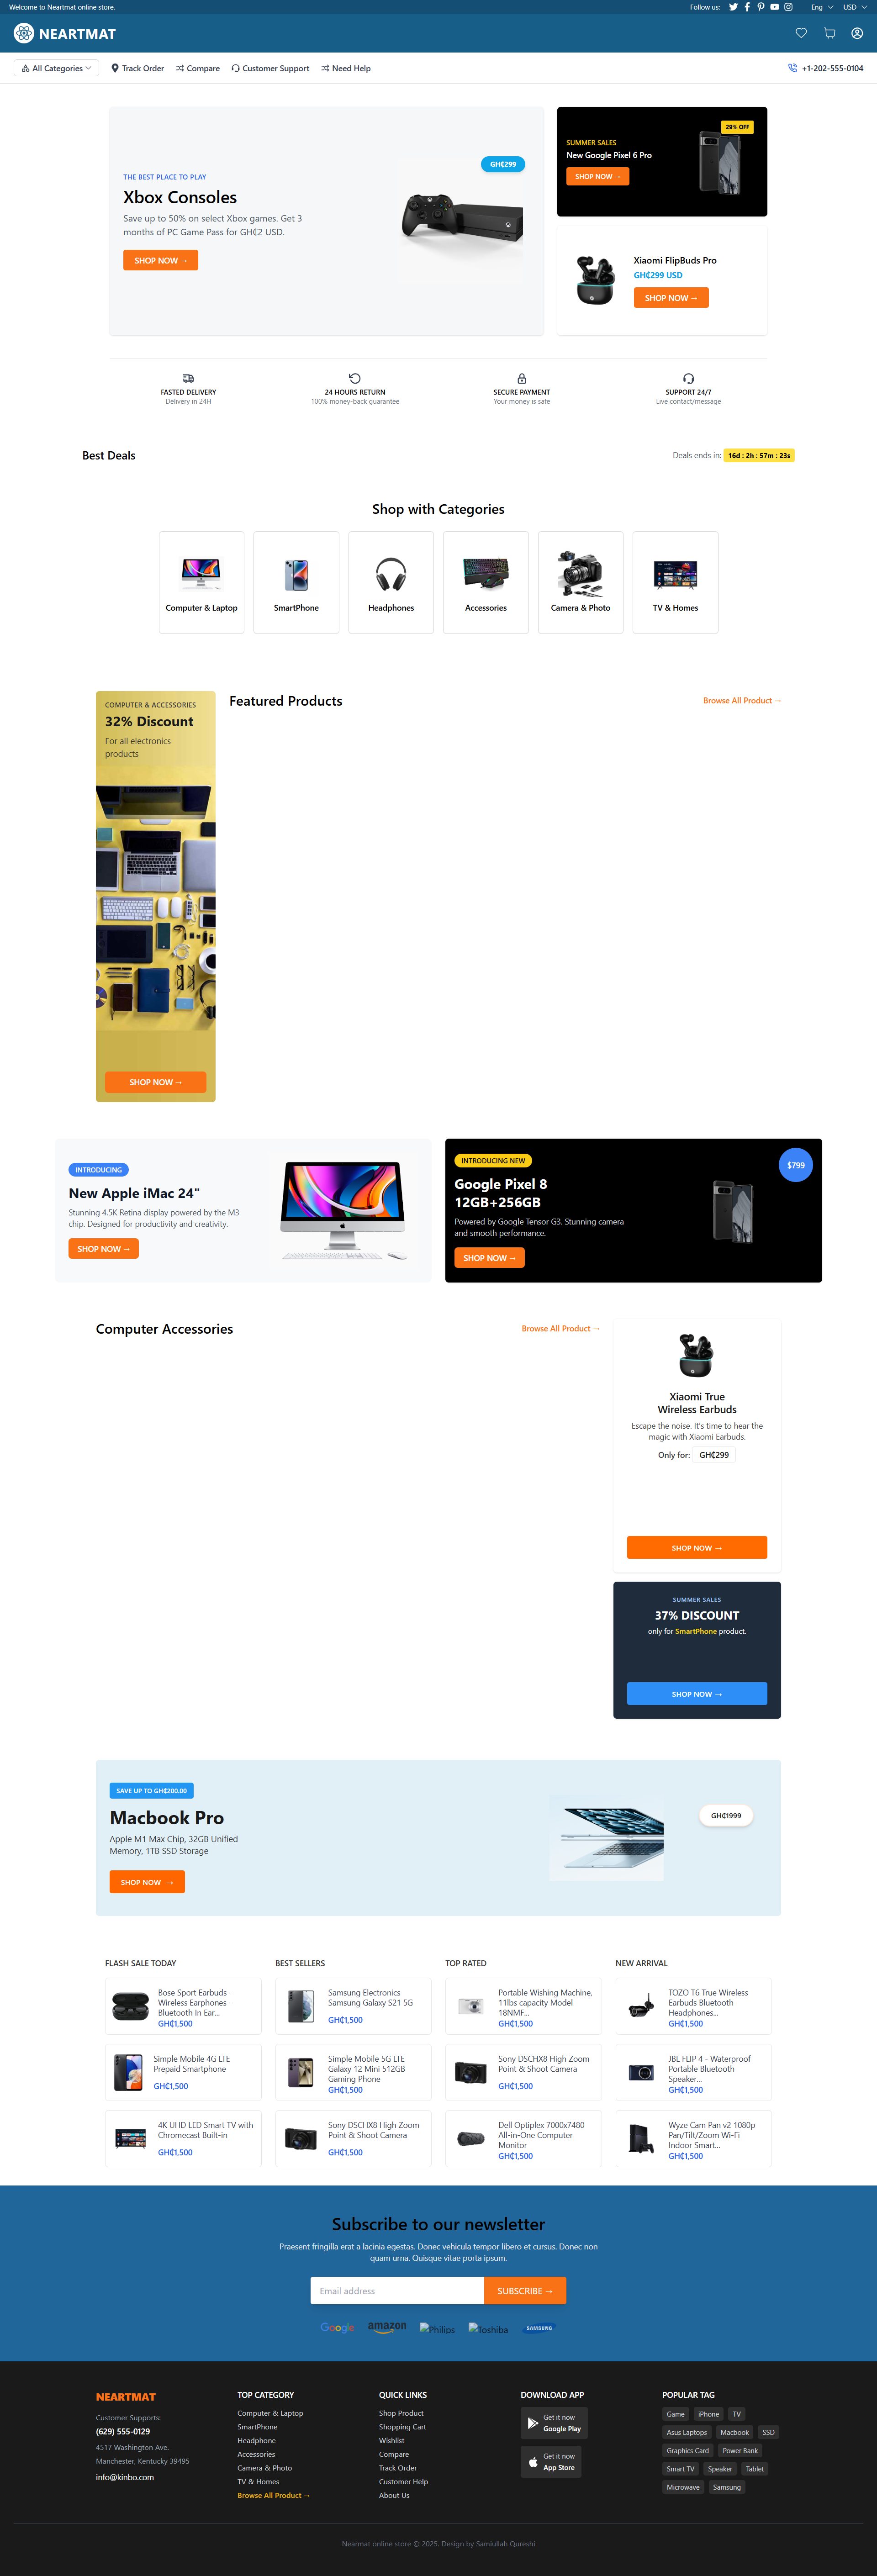 Welcome to Neartmat online store.
Follow us:
Eng
USD
NEARTMAT
All Categories
Track Order
Compare
Customer Support
Need Help
+1-202-555-0104
THE BEST PLACE TO PLAY
Xbox Consoles
Save up to 50% on select Xbox games. Get 3
months of PC Game Pass for GH₵2 USD.
SHOP NOW →
GH₵299
SUMMER SALES
New Google Pixel 6 Pro
SHOP NOW →
29% OFF
Xiaomi FlipBuds Pro
GH₵299 USD
SHOP NOW →
FASTED DELIVERY
Delivery in 24H
24 HOURS RETURN
100% money-back guarantee
SECURE PAYMENT
Your money is safe
SUPPORT 24/7
Live contact/message
Best Deals
Deals ends in: 16d : 2h : 57m : 23s
Shop with Categories
Computer & Laptop
SmartPhone
Headphones
Accessories
Camera & Photo
TV & Homes
COMPUTER & ACCESSORIES
32% Discount
For all electronics
products
SHOP NOW →
Featured Products
Browse All Product →
INTRODUCING
New Apple iMac 24"
Stunning 4.5K Retina display powered by the M3
chip. Designed for productivity and creativity.
SHOP NOW →
INTRODUCING NEW
Google Pixel 8
12GB+256GB
Powered by Google Tensor G3. Stunning camera
and smooth performance.
SHOP NOW →
$799
Computer Accessories
Browse All Product →
Xiaomi True
Wireless Earbuds
Escape the noise. It's time to hear the
magic with Xiaomi Earbuds.
Only for: GH₵299
SHOP NOW →
SUMMER SALES
37% DISCOUNT
only for SmartPhone product.
SHOP NOW →
SAVE UP TO GH₵200.00
Macbook Pro
Apple M1 Max Chip, 32GB Unified
Memory, 1TB SSD Storage
SHOP NOW →
GH₵1999
FLASH SALE TODAY
Bose Sport Earbuds -
Wireless Earphones -
Bluetooth In Ear...
GH₵1,500
Simple Mobile 4G LTE
Prepaid Smartphone
GH₵1,500
4K UHD LED Smart TV with
Chromecast Built-in
GH₵1,500
BEST SELLERS
Samsung Electronics
Samsung Galaxy S21 5G
GH₵1,500
Simple Mobile 5G LTE
Galaxy 12 Mini 512GB
Gaming Phone
GH₵1,500
Sony DSCHX8 High Zoom
Point & Shoot Camera
GH₵1,500
TOP RATED
Portable Wishing Machine,
11lbs capacity Model
18NMF...
GH₵1,500
Sony DSCHX8 High Zoom
Point & Shoot Camera
GH₵1,500
Dell Optiplex 7000x7480
All-in-One Computer
Monitor
GH₵1,500
NEW ARRIVAL
TOZO T6 True Wireless
Earbuds Bluetooth
Headphones...
GH₵1,500
JBL FLIP 4 - Waterproof
Portable Bluetooth
Speaker...
GH₵1,500
Wyze Cam Pan v2 1080p
Pan/Tilt/Zoom Wi-Fi
Indoor Smart...
GH₵1,500
Subscribe to our newsletter
Praesent fringilla erat a lacinia egestas. Donec vehicula tempor libero et cursus. Donec non
quam urna. Quisque vitae porta ipsum.
Email address
SUBSCRIBE →
Google
amazon
Philips
Toshiba
SAMSUNG
NEARTMAT
Customer Supports:
(629) 555-0129
4517 Washington Ave.
Manchester, Kentucky 39495
info@kinbo.com
TOP CATEGORY
Computer & Laptop
SmartPhone
Headphone
Accessories
Camera & Photo
TV & Homes
Browse All Product →
QUICK LINKS
Shop Product
Shopping Cart
Wishlist
Compare
Track Order
Customer Help
About Us
DOWNLOAD APP
Get it now
Google Play
Get it now
App Store
POPULAR TAG
Game
iPhone
TV
Asus Laptops
Macbook
SSD
Graphics Card
Power Bank
Smart TV
Speaker
Tablet
Microwave
Samsung
Nearmat online store © 2025. Design by Samiullah Qureshi